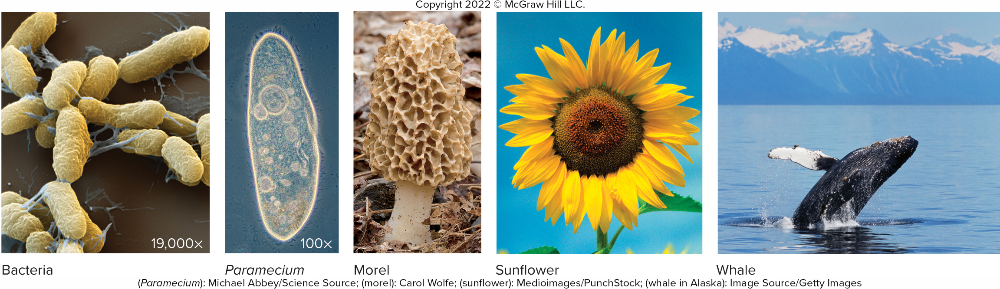 Copyright 2022 © McGraw Hill LLC.
19,000×
100×
Bacteria
Paramecium
Morel
Sunflower
Whale
(Paramecium): Michael Abbey/Science Source; (morel): Carol Wolfe; (sunflower): Medioimages/PunchStock; (whale in Alaska): Image Source/Getty Images